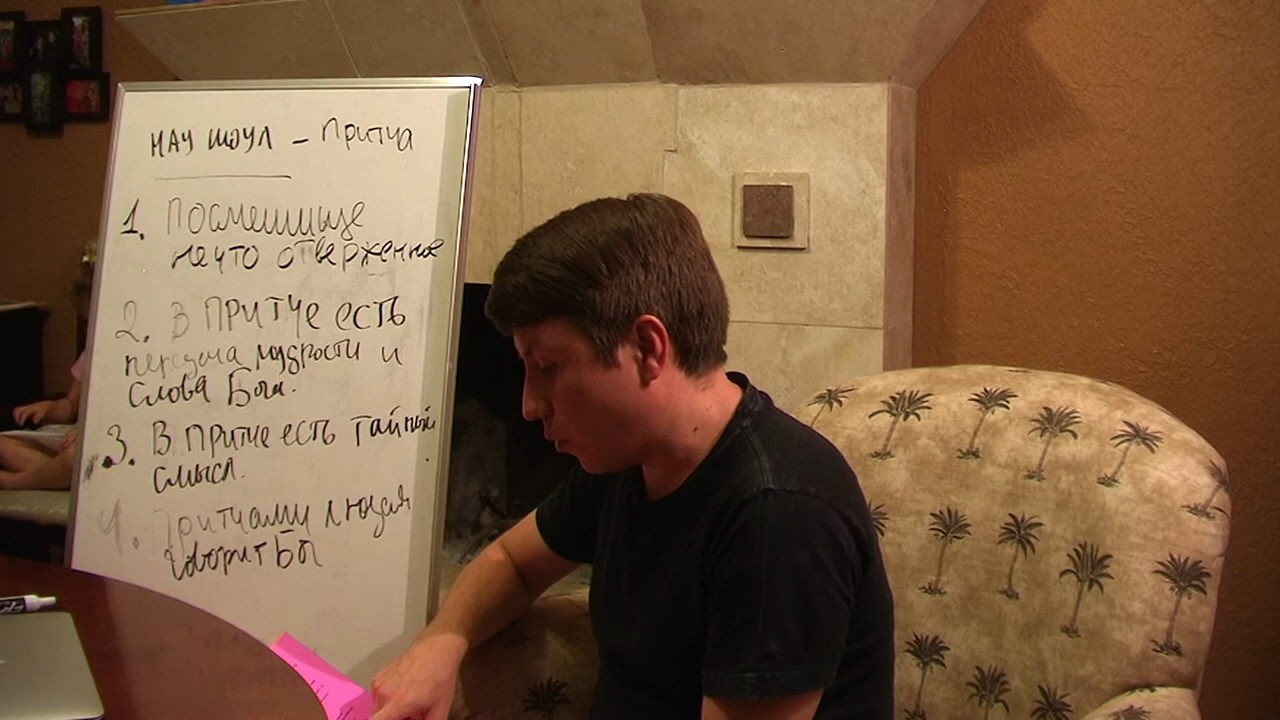 МАЧ ШОУЛ – Притча
1. Посмешище
нечто отверженное
2. В ПРИТЧЕ ЕСТЬ
передача мудрости и
Слова Бога.
3. В притче есть тайный
смысл.
4. Притчами людям
говорит Бг